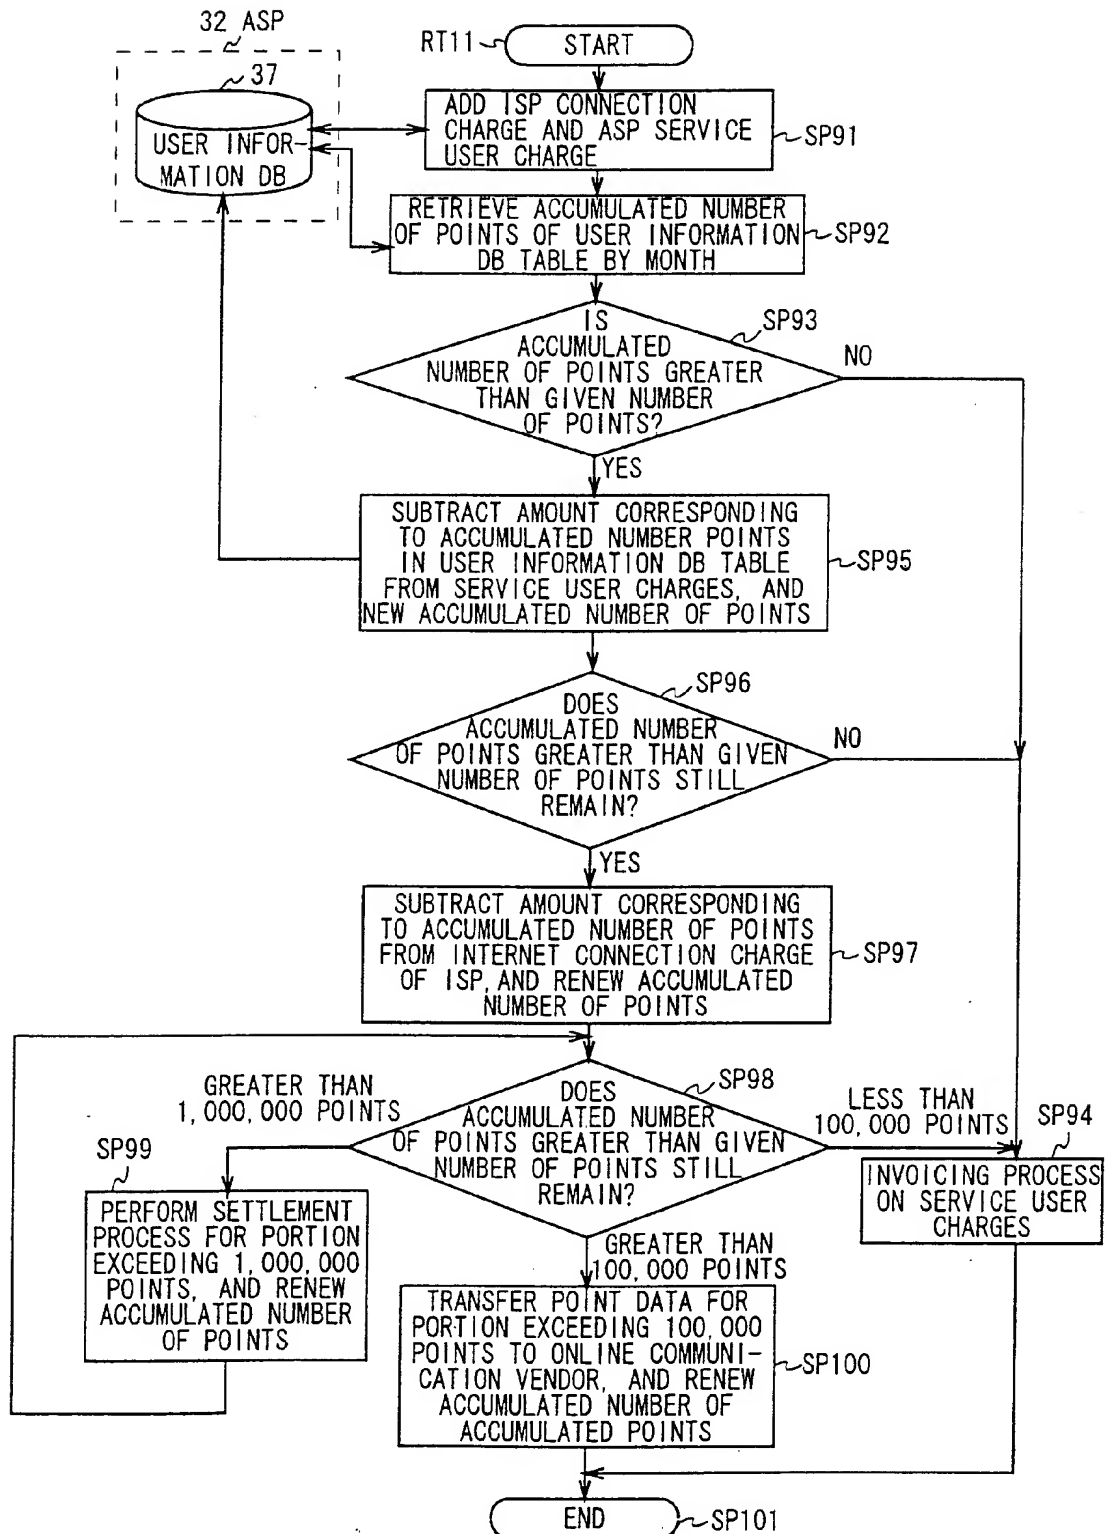 32 ASP
37
USER INFOR-
MATION DB
RT11
START
ADD ISP CONNECTION
CHARGE AND ASP SERVICE
USER CHARGE
SP91
RETRIEVE ACCUMULATED NUMBER
OF POINTS OF USER INFORMATION
DB TABLE BY MONTH
SP92
IS
ACCUMULATED
NUMBER OF POINTS GREATER
THAN GIVEN NUMBER
OF POINTS?
SP93
NO
YES
SUBTRACT AMOUNT CORRESPONDING
TO ACCUMULATED NUMBER POINTS
IN USER INFORMATION DB TABLE
FROM SERVICE USER CHARGES, AND
NEW ACCUMULATED NUMBER OF POINTS
SP95
DOES
ACCUMULATED NUMBER
OF POINTS GREATER THAN GIVEN
NUMBER OF POINTS STILL
REMAIN?
SP96
NO
YES
SUBTRACT AMOUNT CORRESPONDING
TO ACCUMULATED NUMBER OF POINTS
FROM INTERNET CONNECTION CHARGE
OF ISP, AND RENEW ACCUMULATED
NUMBER OF POINTS
SP97
GREATER THAN
1,000,000 POINTS
DOES
ACCUMULATED NUMBER
OF POINTS GREATER THAN GIVEN
NUMBER OF POINTS STILL
REMAIN?
SP98
LESS THAN
100,000 POINTS
SP94
INVOICING PROCESS
ON SERVICE USER
CHARGES
SP99
PERFORM SETTLEMENT
PROCESS FOR PORTION
EXCEEDING 1,000,000
POINTS, AND RENEW
ACCUMULATED NUMBER
OF POINTS
GREATER THAN
100,000 POINTS
TRANSFER POINT DATA FOR
PORTION EXCEEDING 100,000
POINTS TO ONLINE COMMUNI-
CATION VENDOR, AND RENEW
ACCUMULATED NUMBER OF
ACCUMULATED POINTS
SP100
END
SP101